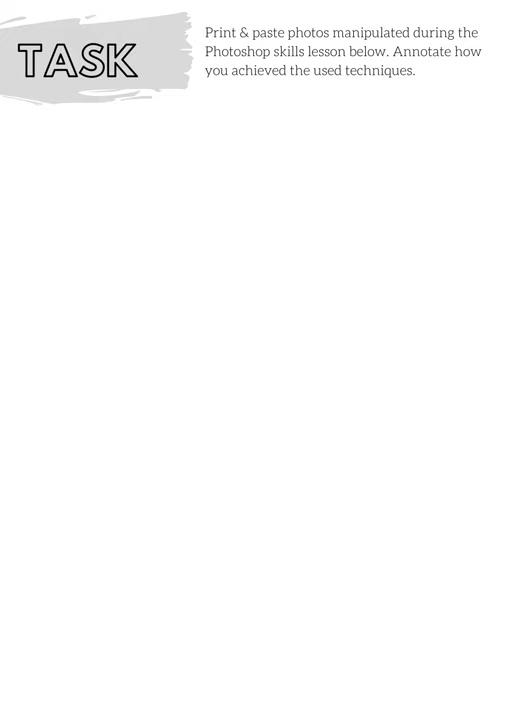 TASK
Print & paste photos manipulated during the
Photoshop skills lesson below. Annotate how
you achieved the used techniques.